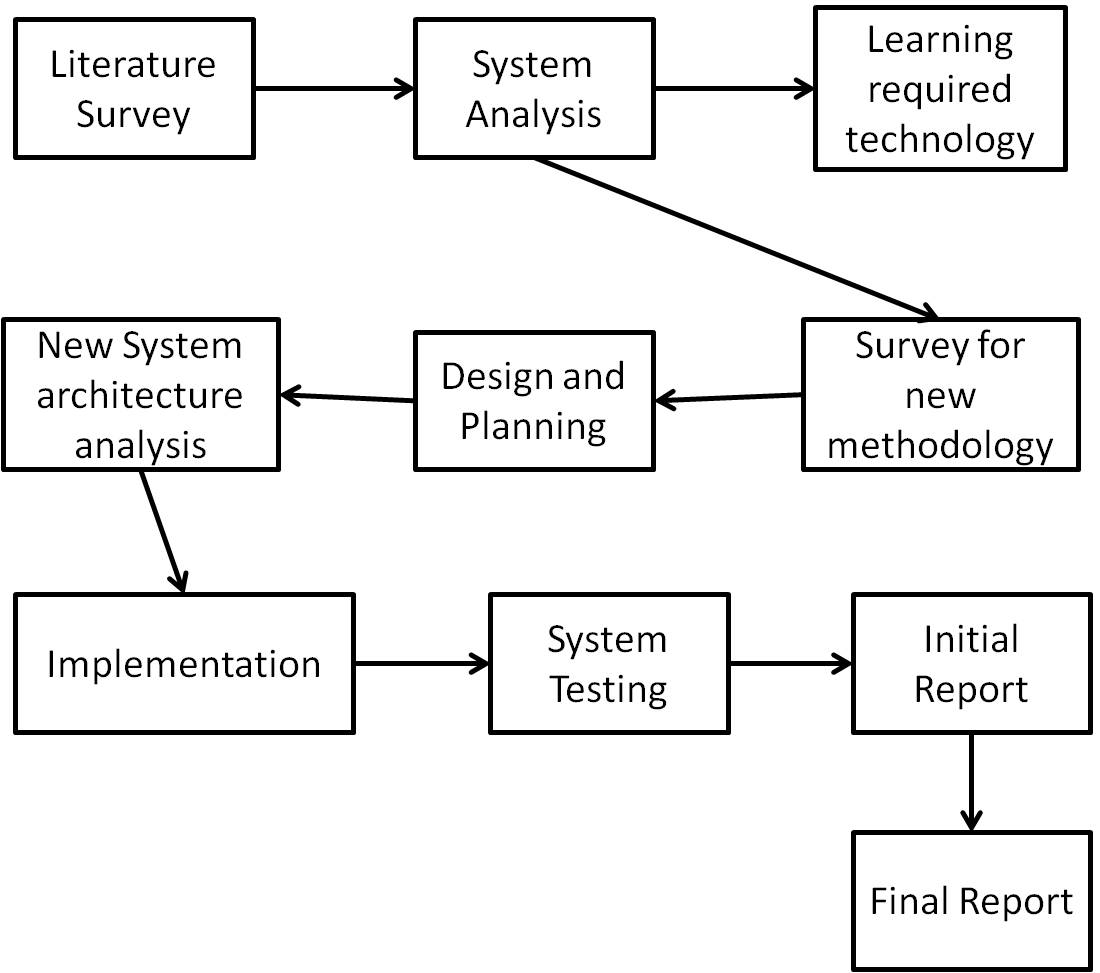 Literature
Survey
System
Analysis
Learning
required
technology
New System
architecture
analysis
Design and
Planning
Survey for
new
methodology
Implementation
System
Testing
Initial
Report
Final Report